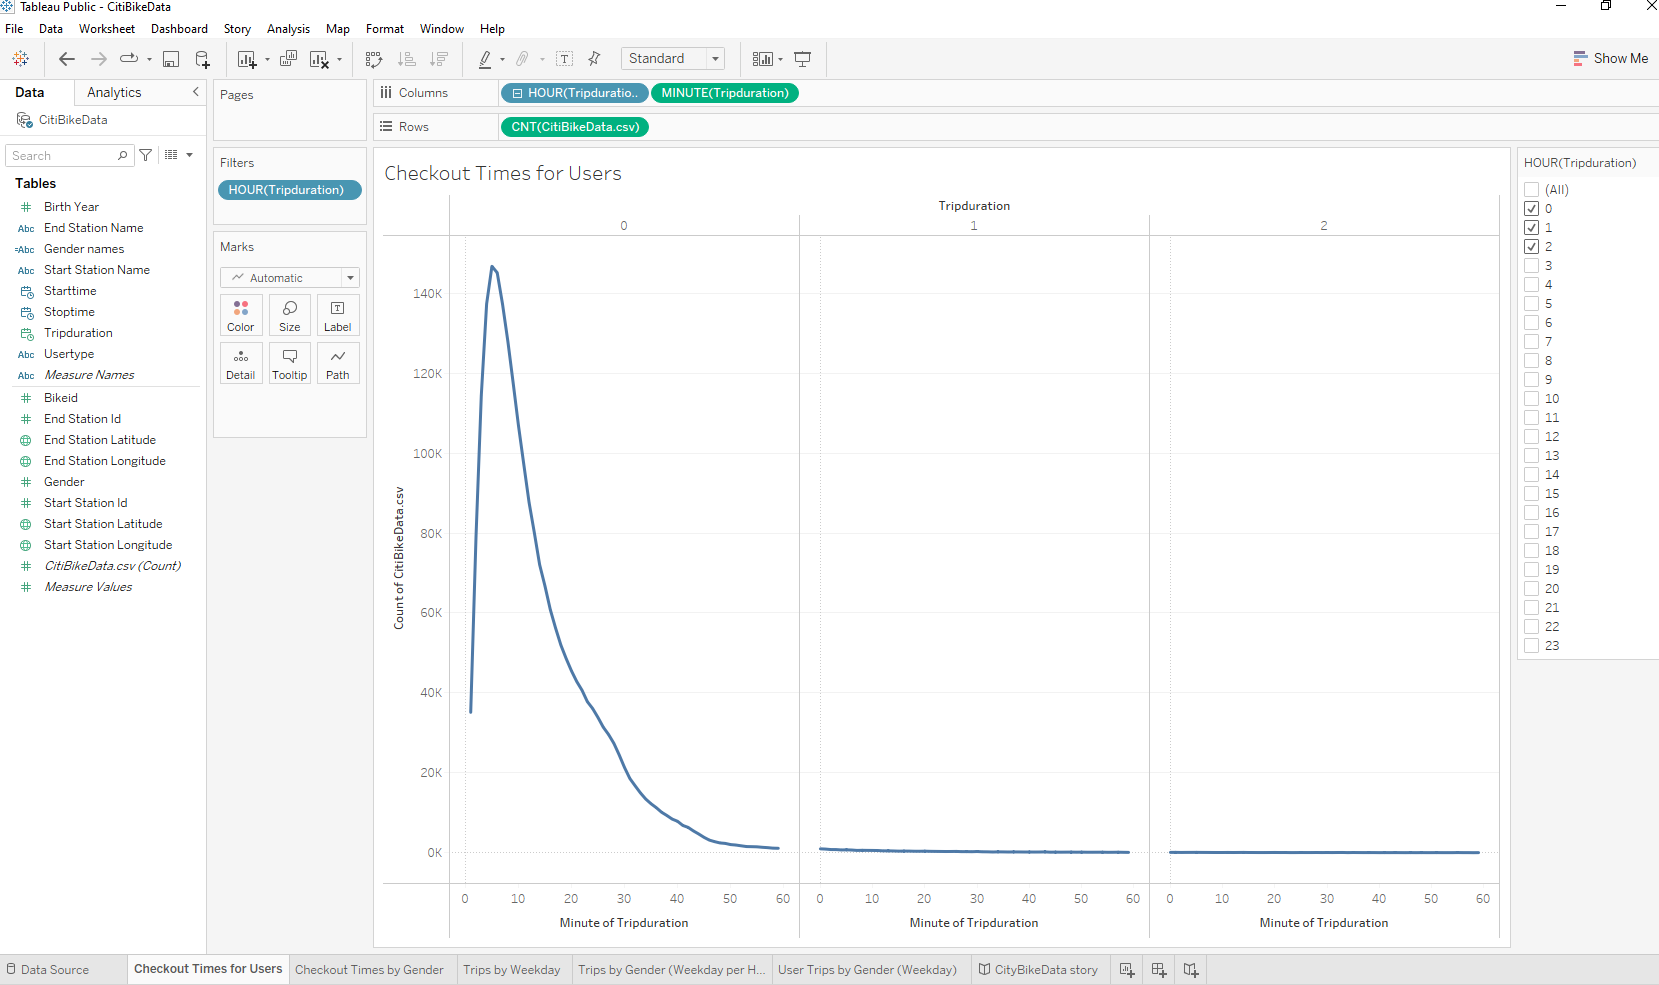 Tableau Public - CitiBikeData
File Data Worksheet Dashboard Story Analysis Map Format Window Help
Standard
Show Me
Data Analytics
CitiBikeData
Search
Tables
Birth Year
Abc End Station Name
=Abc Gender names
Abc Start Station Name
Starttime
Stoptime
Tripduration
Abc Usertype
Abc Measure Names
Bikeid
End Station Id
End Station Latitude
End Station Longitude
Gender
Start Station Id
Start Station Latitude
Start Station Longitude
CitiBikeData.csv (Count)
Measure Values
Pages
Filters
HOUR(Tripduration)
Marks
Automatic
Color Size Label
Detail Tooltip Path
Columns HOUR(Tripduratio.. MINUTE(Tripduration)
Rows CNT(CitiBikeData.csv)
Checkout Times for Users
Tripduration
0 1 2
140K
120K
100K
80K
60K
40K
20K
0K
Count of CitiBikeData.csv
0 10 20 30 40 50 60 0 10 20 30 40 50 60 0 10 20 30 40 50 60
Minute of Tripduration Minute of Tripduration Minute of Tripduration
HOUR(Tripduration)
(All)
0
1
2
3
4
5
6
7
8
9
10
11
12
13
14
15
16
17
18
19
20
21
22
23
Data Source Checkout Times for Users Checkout Times by Gender Trips by Weekday Trips by Gender (Weekday per H... User Trips by Gender (Weekday) CityBikeData story